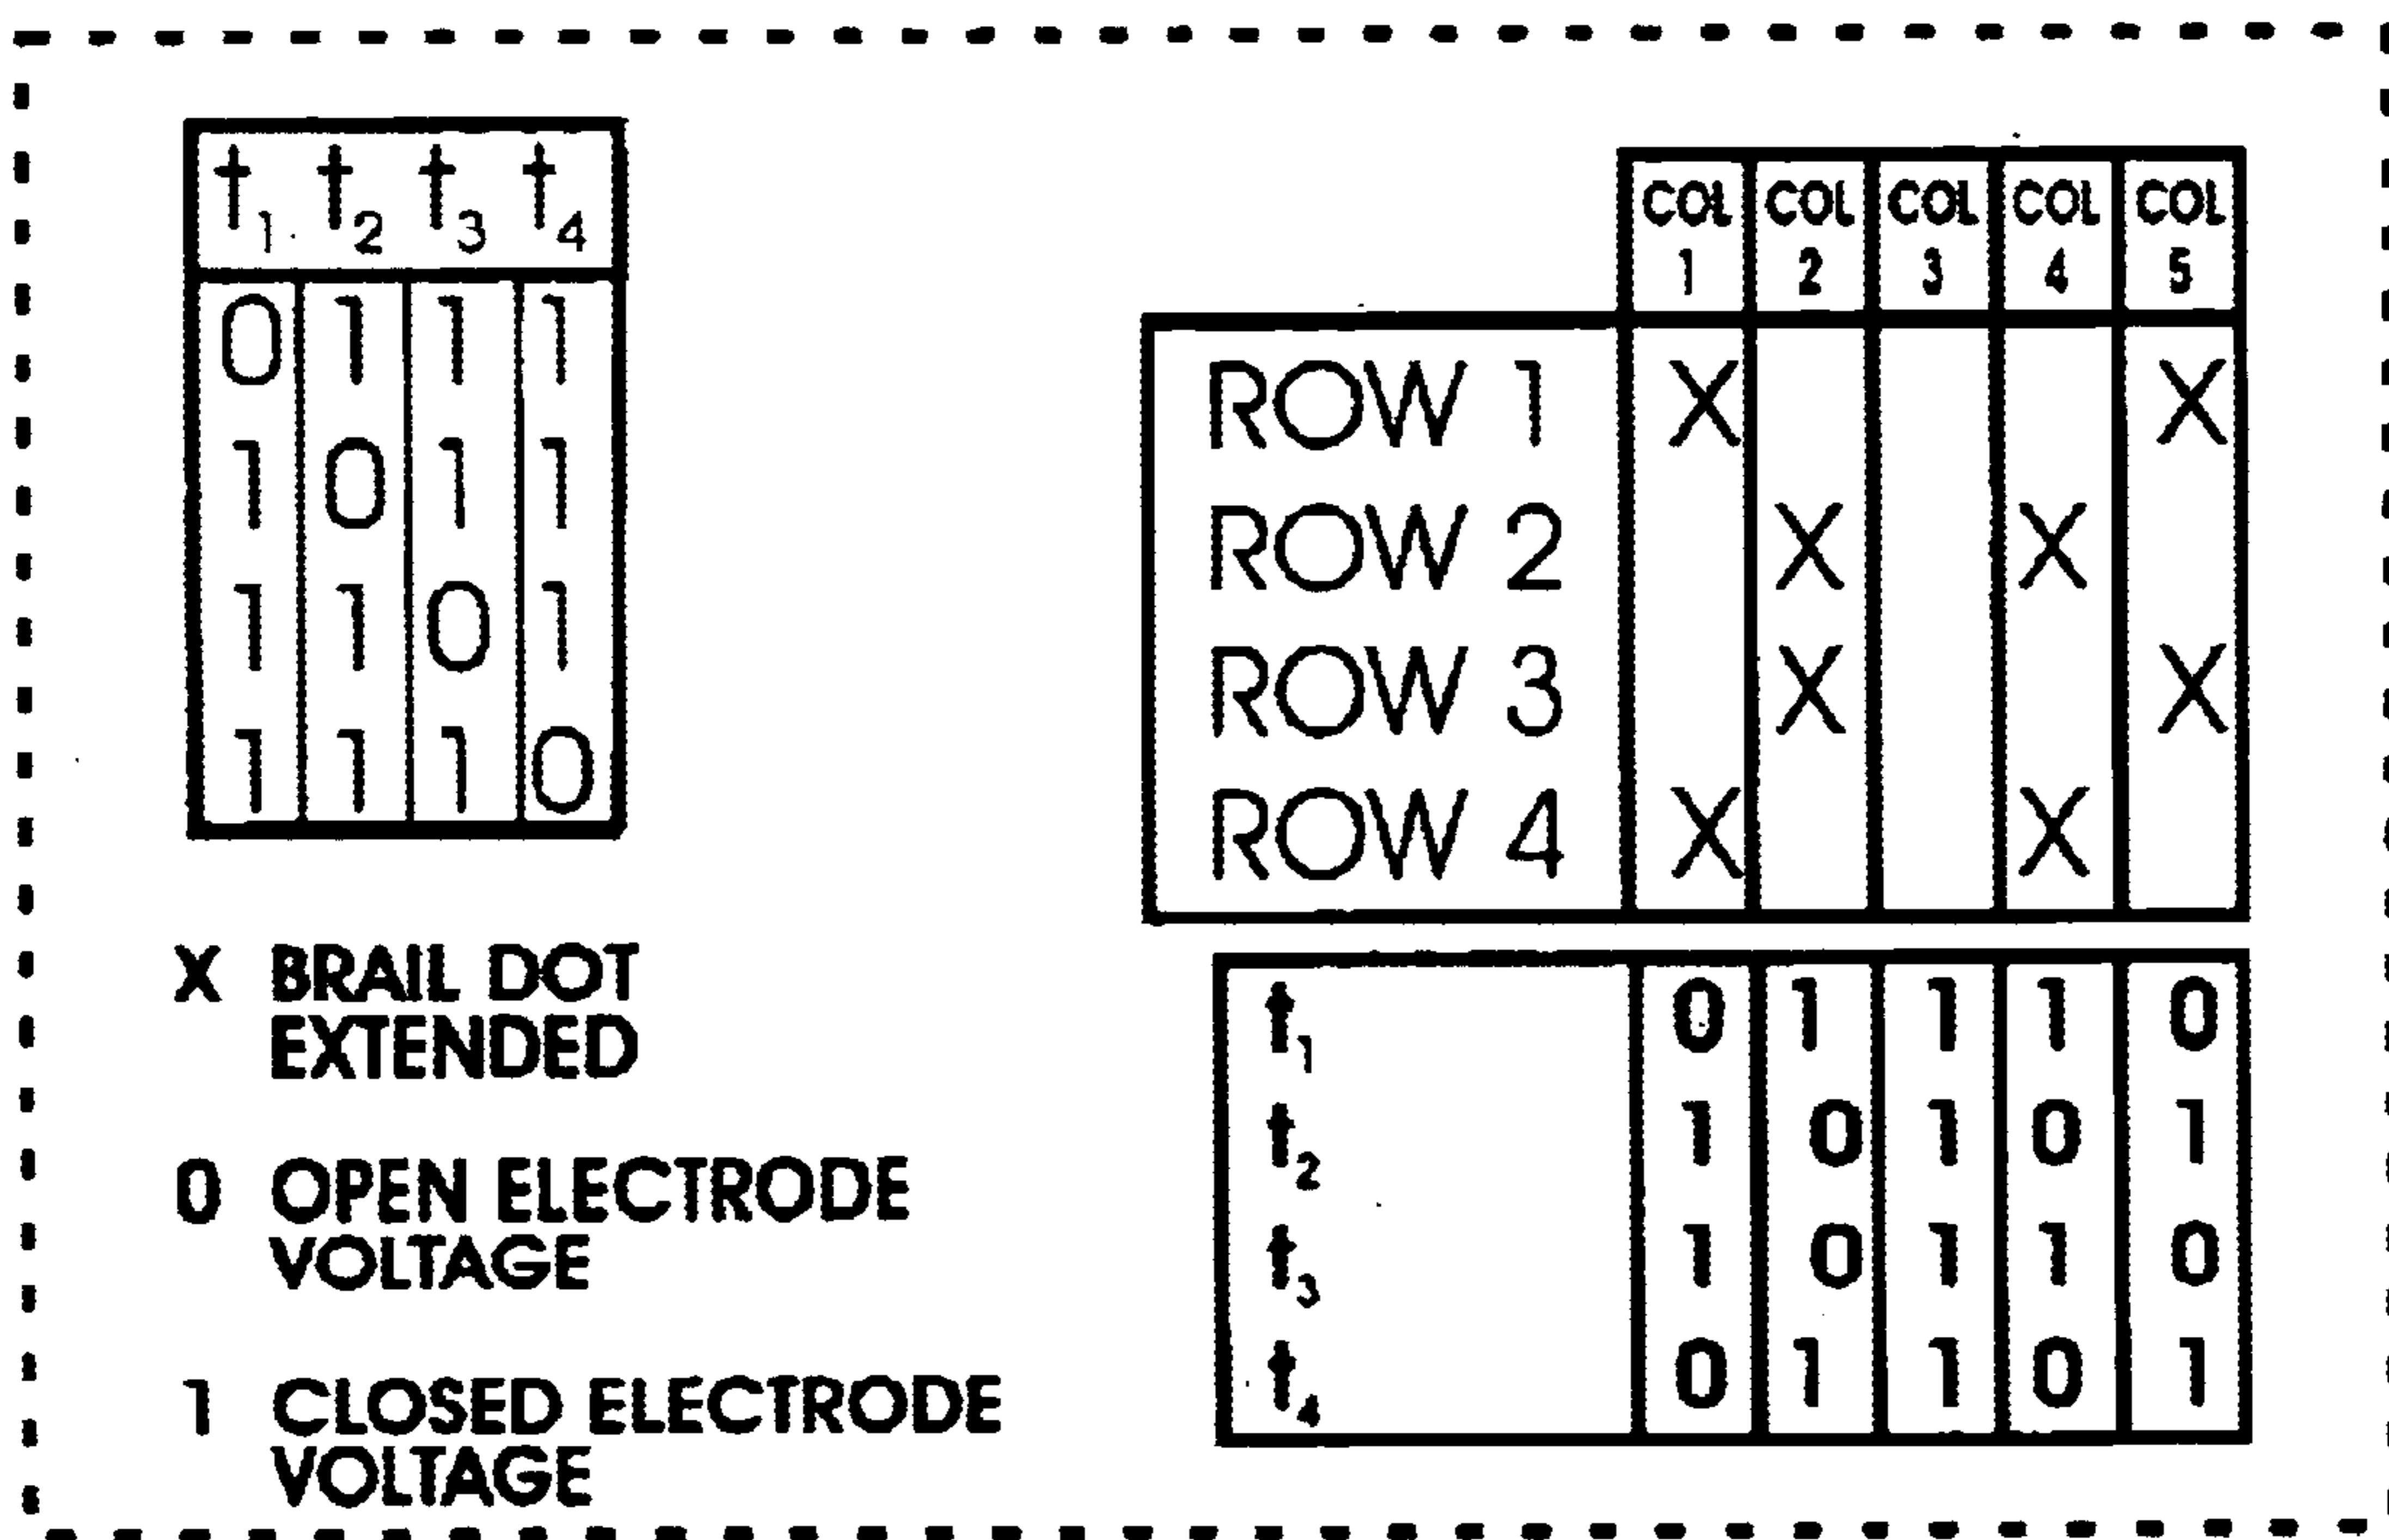 t1 t2 t3 t4
0 1 1 1
1 0 1 1
1 1 0 1
1 1 1 0
X BRAIL DOT
EXTENDED
0 OPEN ELECTRODE
VOLTAGE
1 CLOSED ELECTRODE
VOLTAGE
COL COL COL COL COL
1 2 3 4 5
ROW 1 X X
ROW 2 X X
ROW 3 X X
ROW 4 X X
t1 0 1 1 1 0
t2 1 0 1 0 1
t3 1 0 1 1 0
t4 0 1 1 0 1